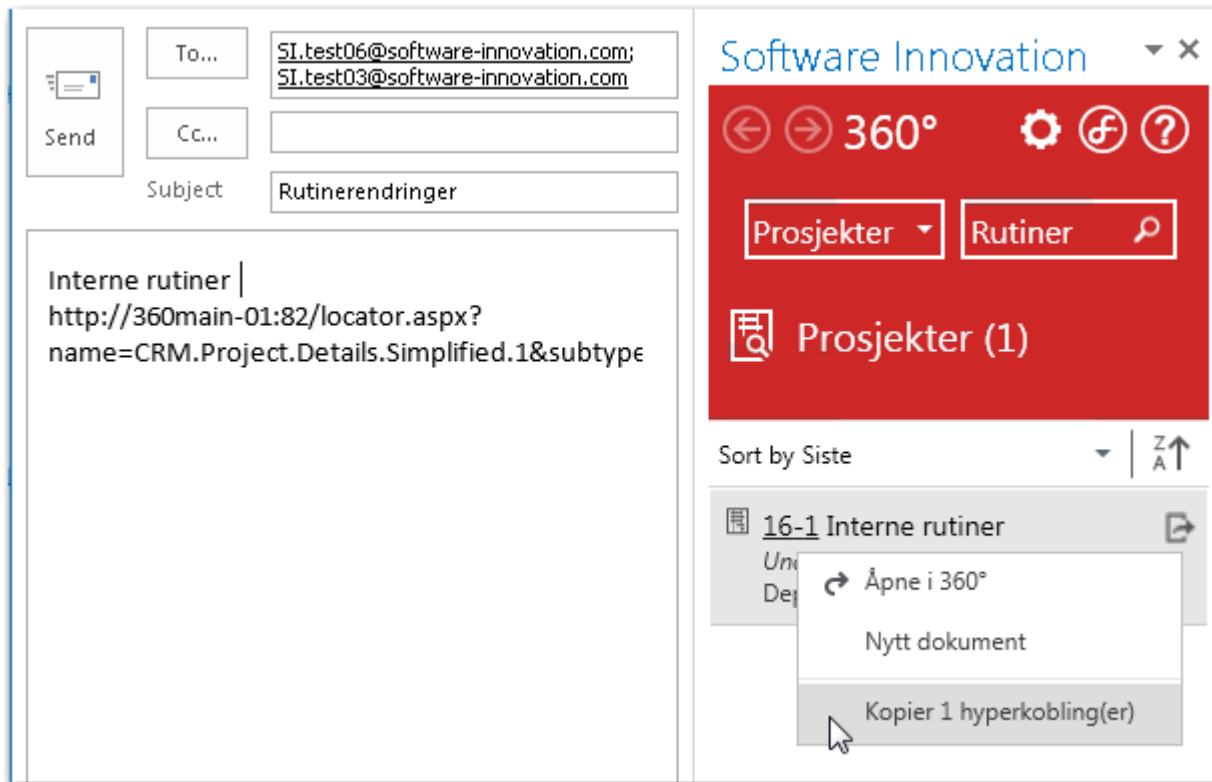 To...
SI.test06@software-innovation.com;
SI.test03@software-innovation.com
Send
Cc...
Subject
Rutinerendringer
Interne rutiner
http://360main-01:82/locator.aspx?
name=CRM.Project.Details.Simplified.1&subtype
Software Innovation
360°
Prosjekter
Rutiner
Prosjekter (1)
Sort by Siste
Z
A
16-1 Interne rutiner
Åpne i 360°
Nytt dokument
Kopier 1 hyperkobling(er)